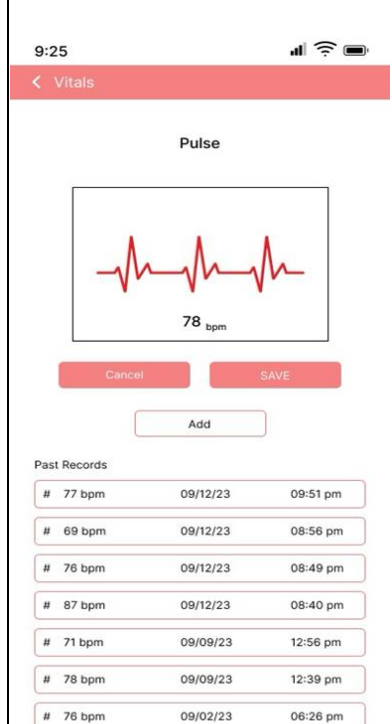 9:25
Vitals
Pulse
78 bpm
Cancel SAVE
Add
Past Records
# 77 bpm 09/12/23 09:51 pm
# 69 bpm 09/12/23 08:56 pm
# 76 bpm 09/12/23 08:49 pm
# 87 bpm 09/12/23 08:40 pm
# 71 bpm 09/09/23 12:56 pm
# 78 bpm 09/09/23 12:39 pm
# 76 bpm 09/02/23 06:26 pm